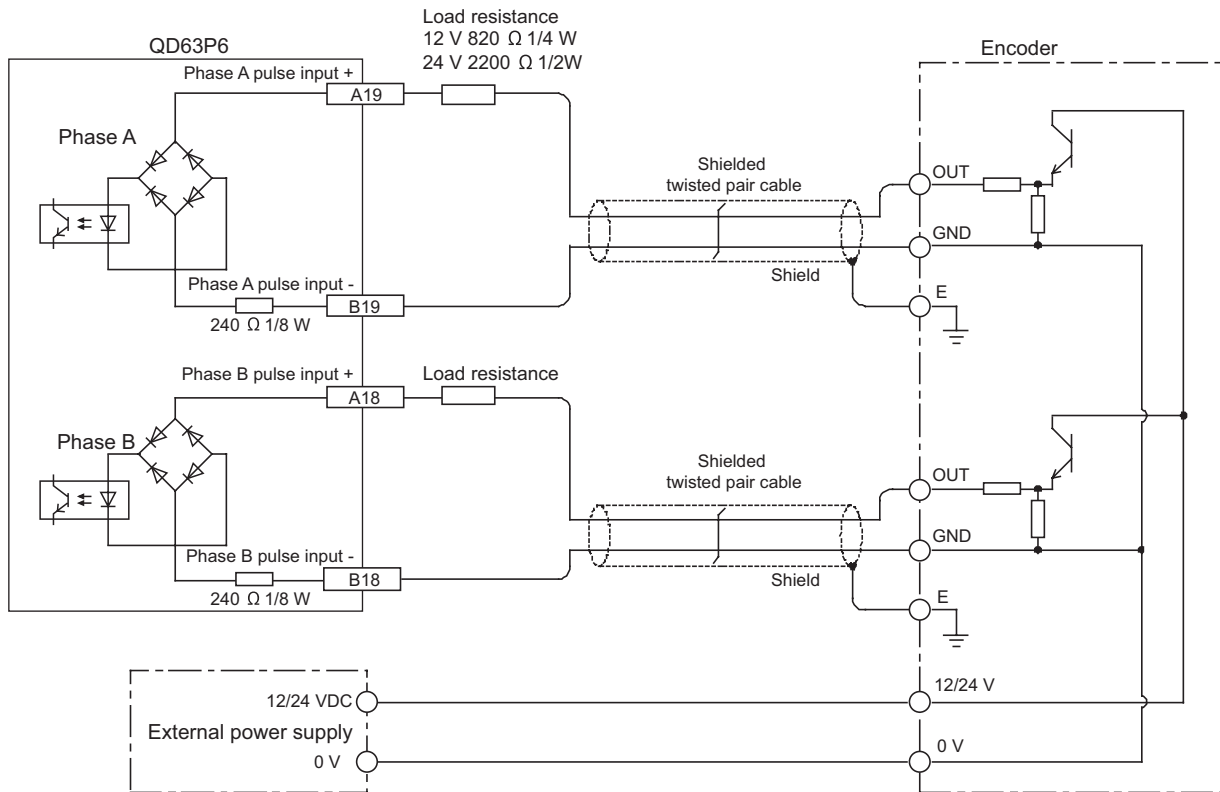 QD63P6
Load resistance
12 V 820 Ω 1/4 W
24 V 2200 Ω 1/2W
Encoder
Phase A pulse input +
A19
Phase A
Shielded
twisted pair cable
OUT
GND
Shield
E
Phase A pulse input -
B19
240 Ω 1/8 W
Phase B pulse input +
A18
Load resistance
Phase B
Shielded
twisted pair cable
OUT
GND
Shield
E
Phase B pulse input -
B18
240 Ω 1/8 W
12/24 VDC
12/24 V
External power supply
0 V
0 V